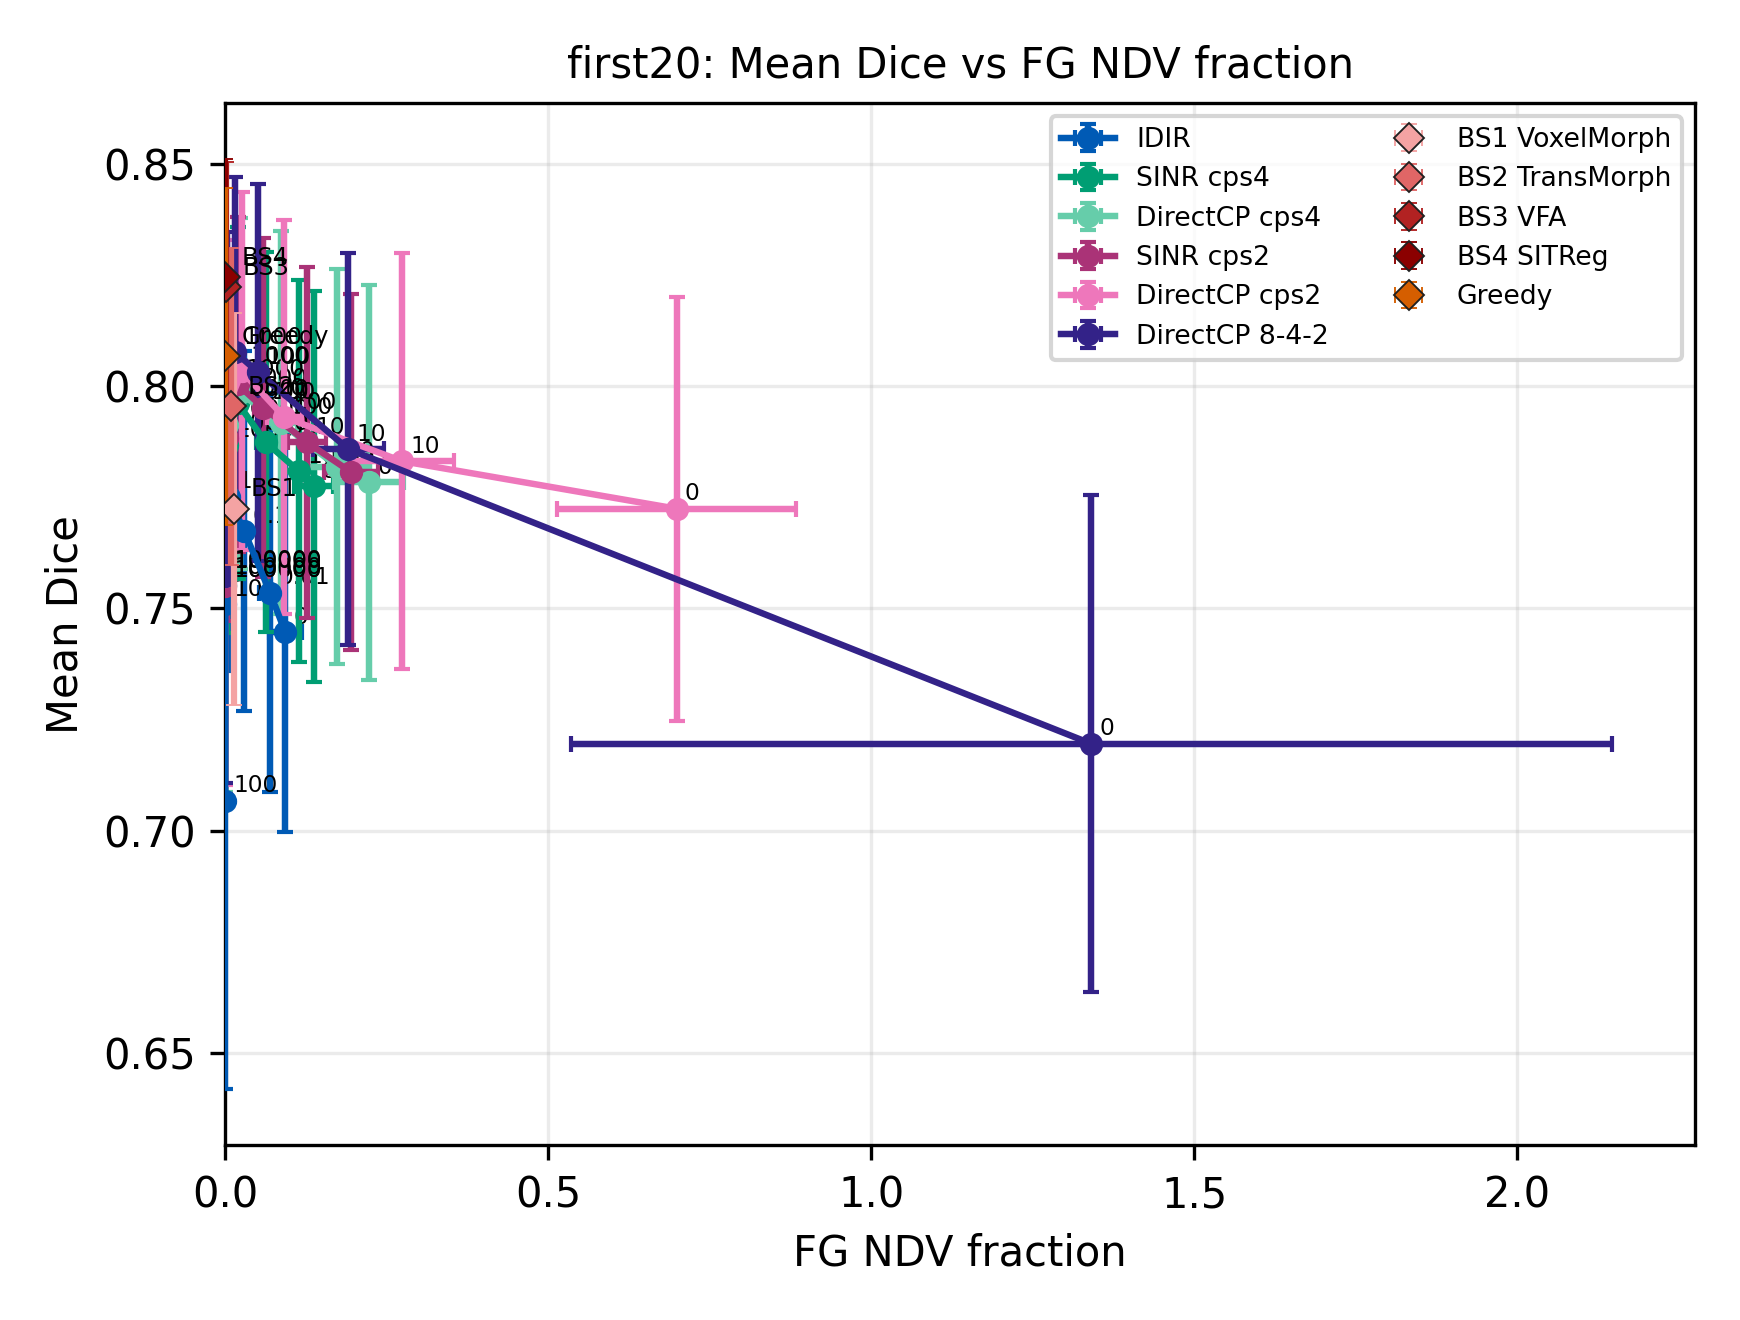 first20: Mean Dice vs FG NDV fraction
IDIR
SINR cps4
DirectCP cps4
SINR cps2
DirectCP cps2
DirectCP 8-4-2
BS1 VoxelMorph
BS2 TransMorph
BS3 VFA
BS4 SITReg
Greedy
0.85
0.80
0.75
0.70
0.65
Mean Dice
BS4
BS3
Greedy
BS1
10
10
10
0
0
100
0.0
0.5
1.0
1.5
2.0
FG NDV fraction